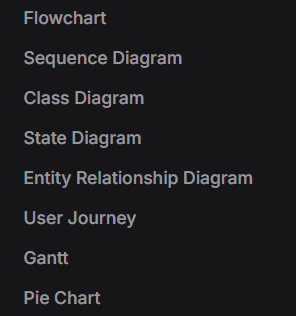 Flowchart
Sequence Diagram
Class Diagram
State Diagram
Entity Relationship Diagram
User Journey
Gantt
Pie Chart